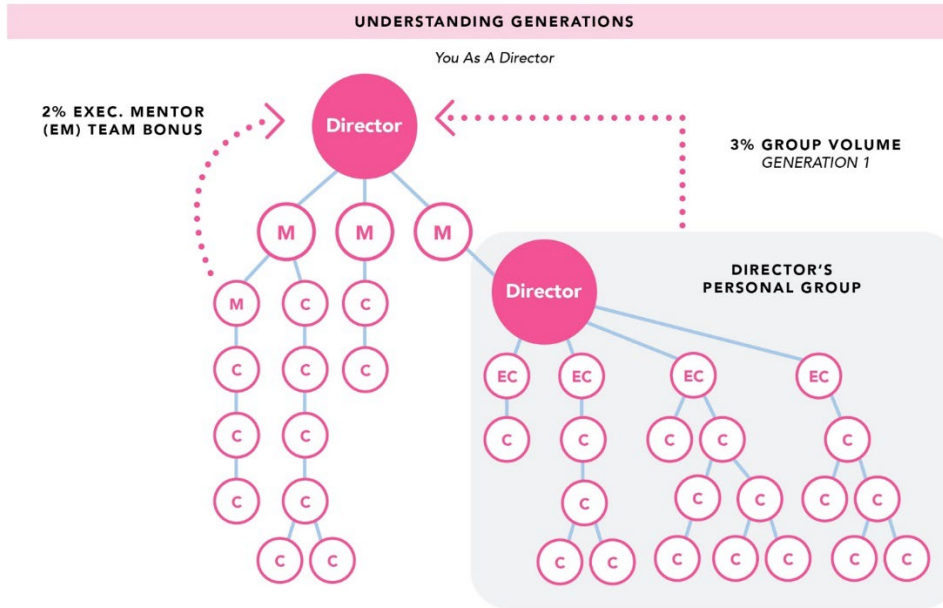 UNDERSTANDING GENERATIONS
You As A Director
2% EXEC. MENTOR
(EM) TEAM BONUS
Director
3% GROUP VOLUME
GENERATION 1
M M M
DIRECTOR'S
PERSONAL GROUP
Director
M C C
C C C EC EC EC EC
C C C C C C C
C C C C C C C
C C C C C C C C C